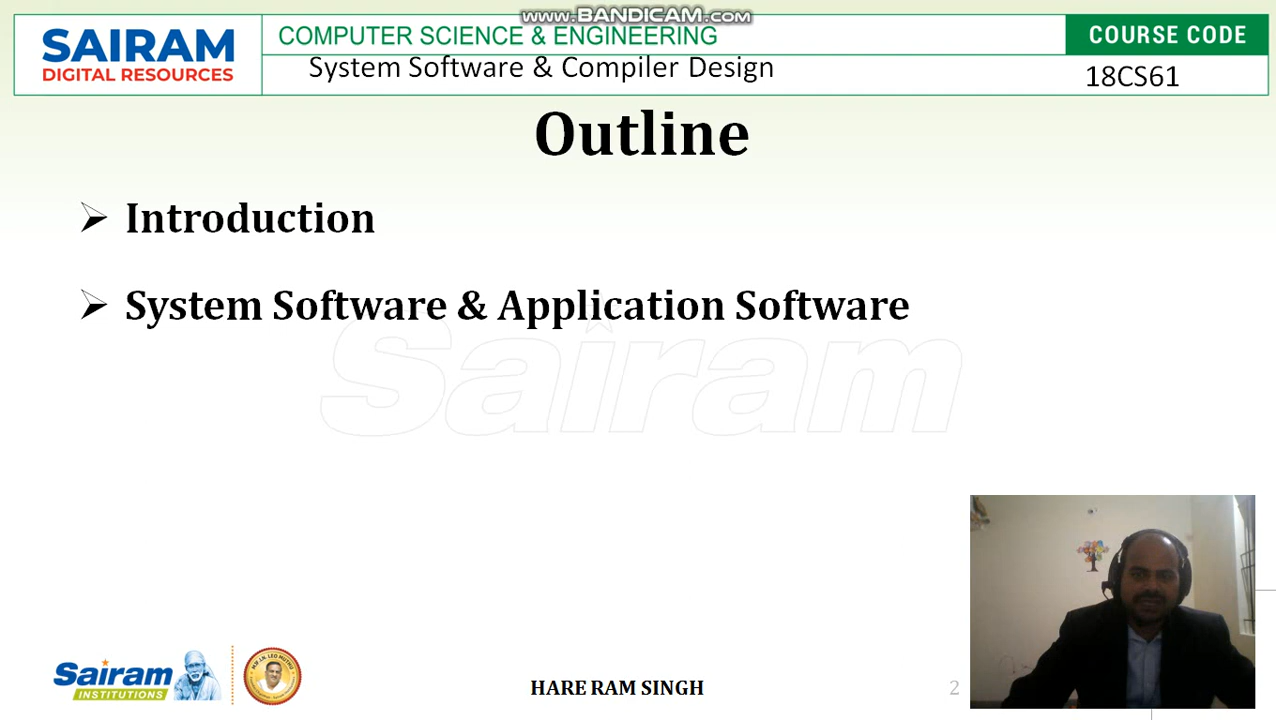 www.BANDICAM.com
SAIRAM
DIGITAL RESOURCES
COMPUTER SCIENCE & ENGINEERING
COURSE CODE
System Software & Compiler Design
18CS61
Outline
➢ Introduction
➢ System Software & Application Software
Sairam
Sairam
INSTITUTIONS
HARE RAM SINGH
2